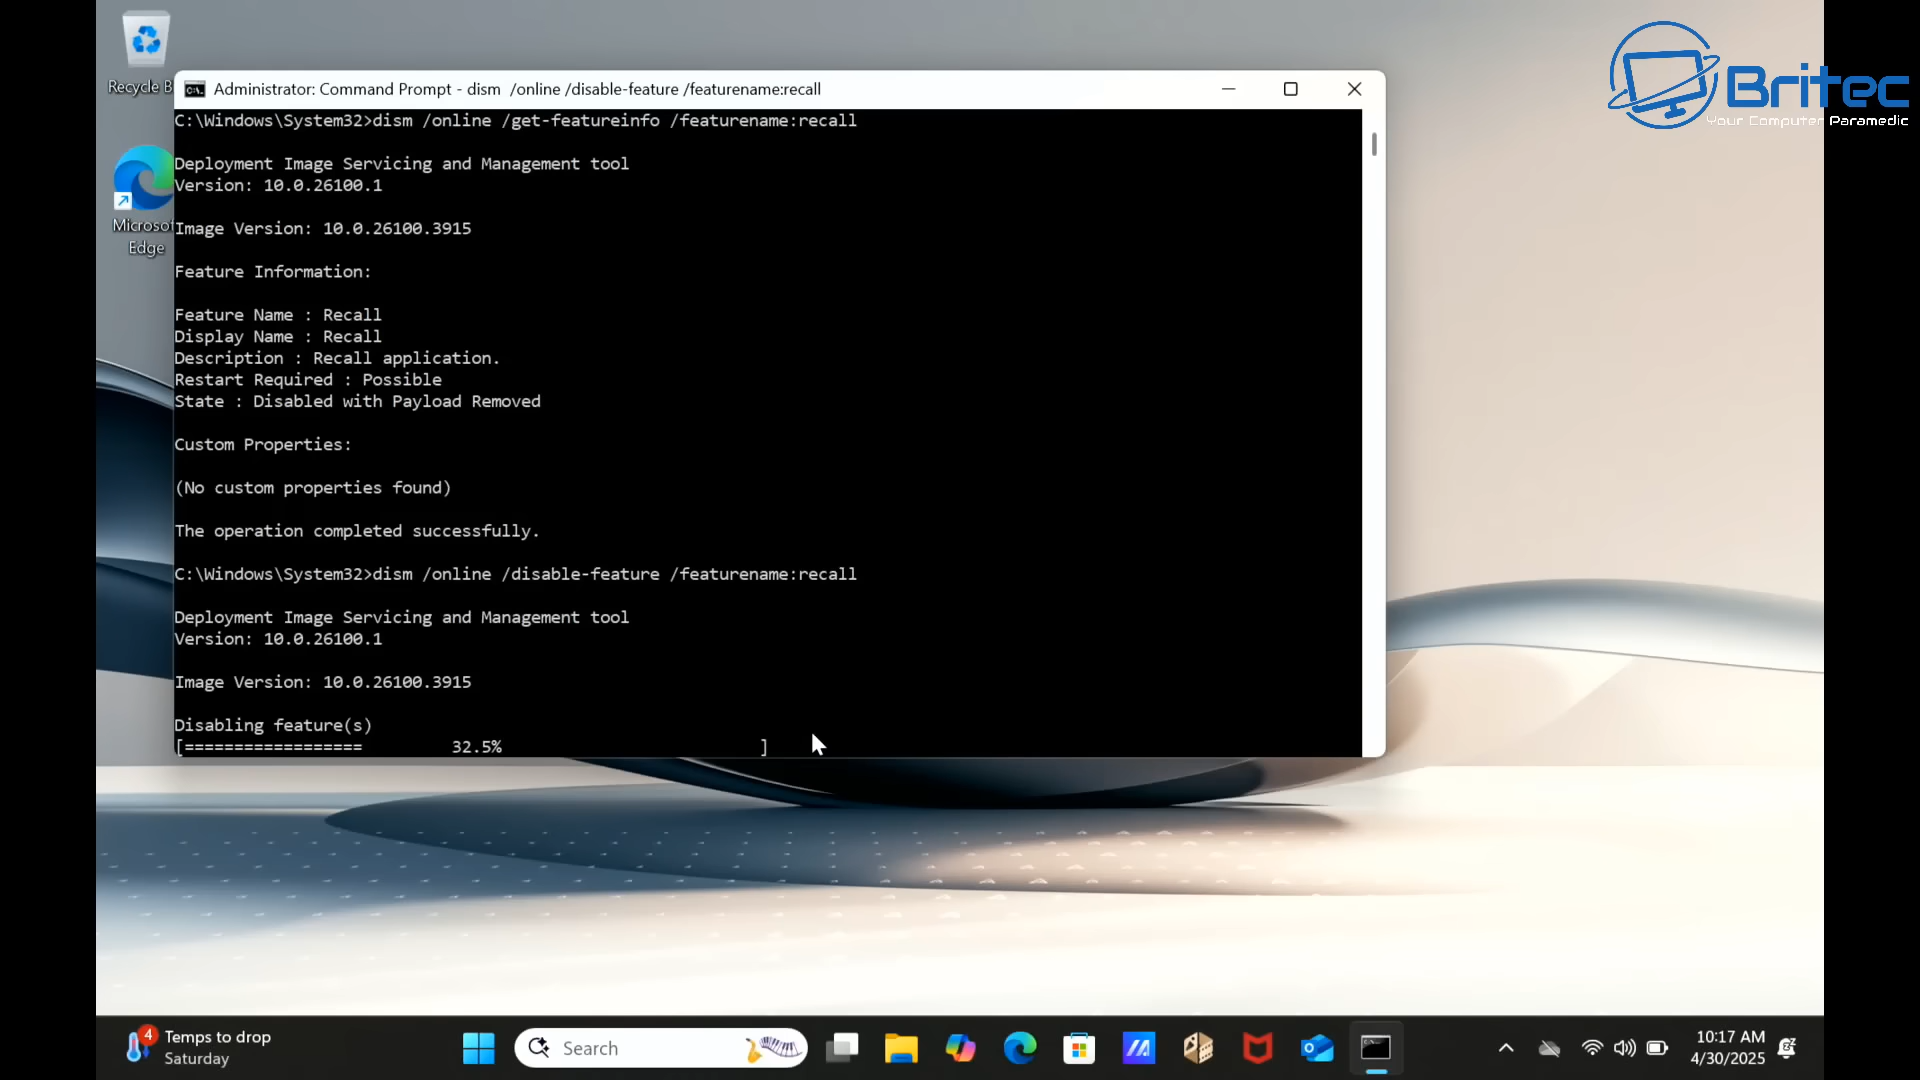 Recycle B
Administrator: Command Prompt - dism  /online /disable-feature /featurename:recall
Britec
Your Computer Paramedic
C:\Windows\System32>dism /online /get-featureinfo /featurename:recall
Deployment Image Servicing and Management tool
Version: 10.0.26100.1
Microsof
Edge
Image Version: 10.0.26100.3915
Feature Information:
Feature Name : Recall
Display Name : Recall
Description : Recall application.
Restart Required : Possible
State : Disabled with Payload Removed
Custom Properties:
(No custom properties found)
The operation completed successfully.
C:\Windows\System32>dism /online /disable-feature /featurename:recall
Deployment Image Servicing and Management tool
Version: 10.0.26100.1
Image Version: 10.0.26100.3915
Disabling feature(s)
[==================         32.5%                          ]
4
Temps to drop
Saturday
Search
10:17 AM
4/30/2025